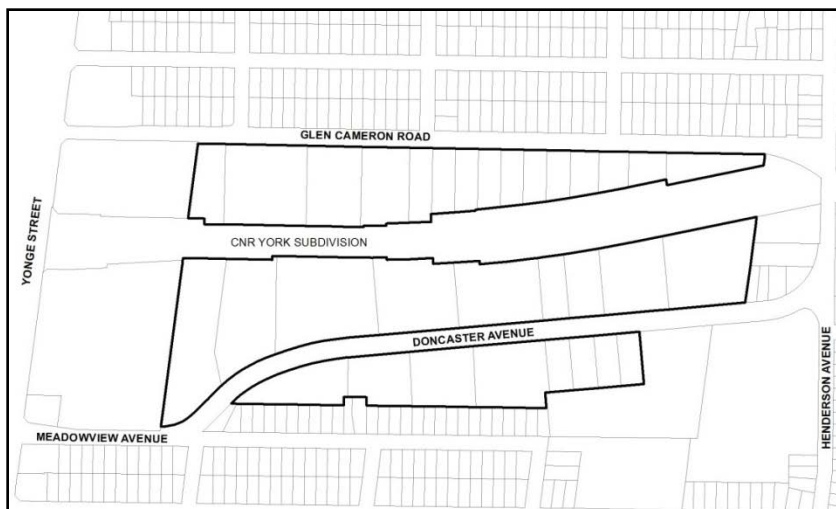 GLEN CAMERON ROAD
YONGE STREET
CNR YORK SUBDIVISION
DONCASTER AVENUE
HENDERSON AVENUE
MEADOWVIEW AVENUE